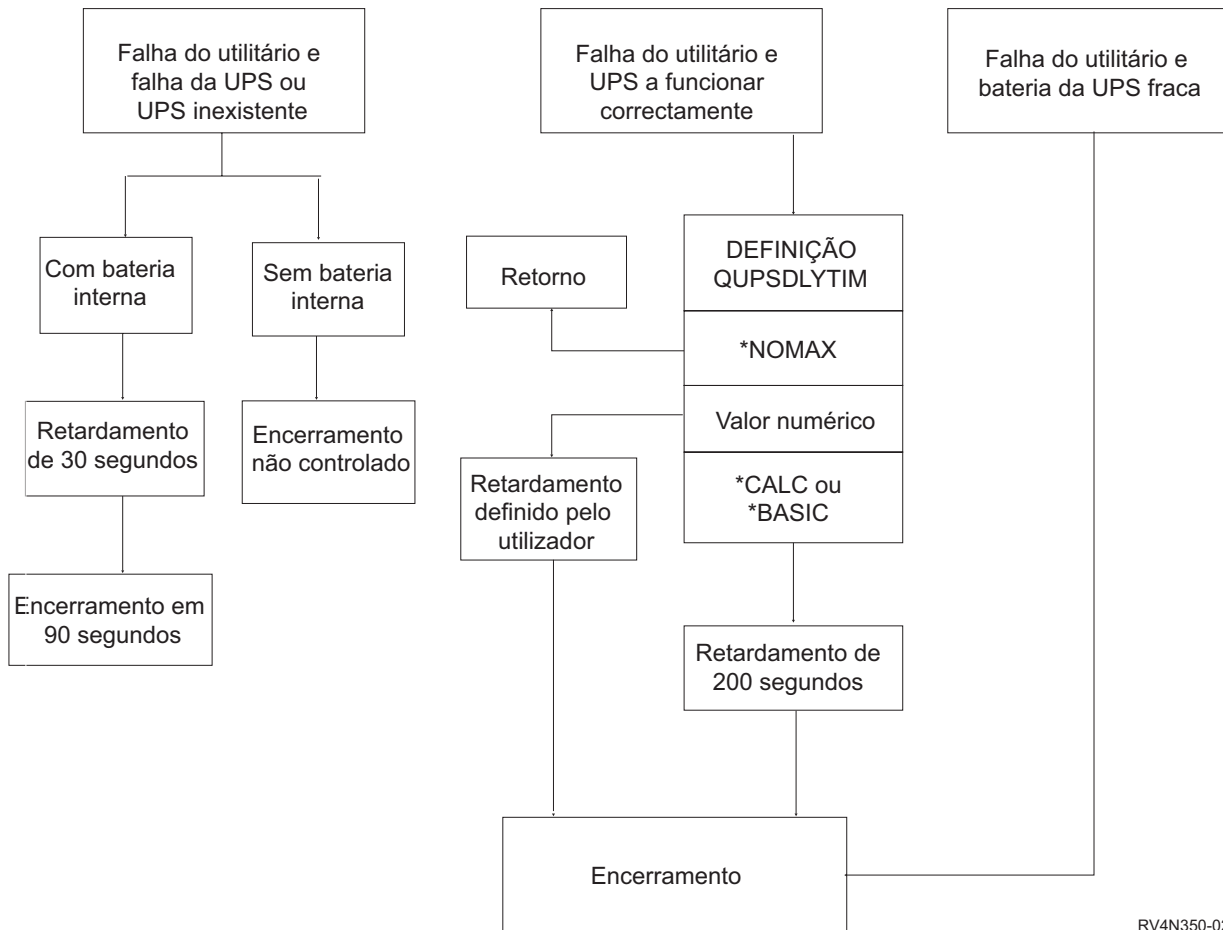 Falha do utilitário e
falha da UPS ou
UPS inexistente
Falha do utilitário e
UPS a funcionar
correctamente
Falha do utilitário e
bateria da UPS fraca
Com bateria
interna
Sem bateria
interna
Retorno
DEFINIÇÃO
QUPSDLYTIM
*NOMAX
Valor numérico
*CALC ou
*BASIC
Retardamento
de 30 segundos
Encerramento
não controlado
Retardamento
definido pelo
utilizador
Encerramento em
90 segundos
Retardamento de
200 segundos
Encerramento